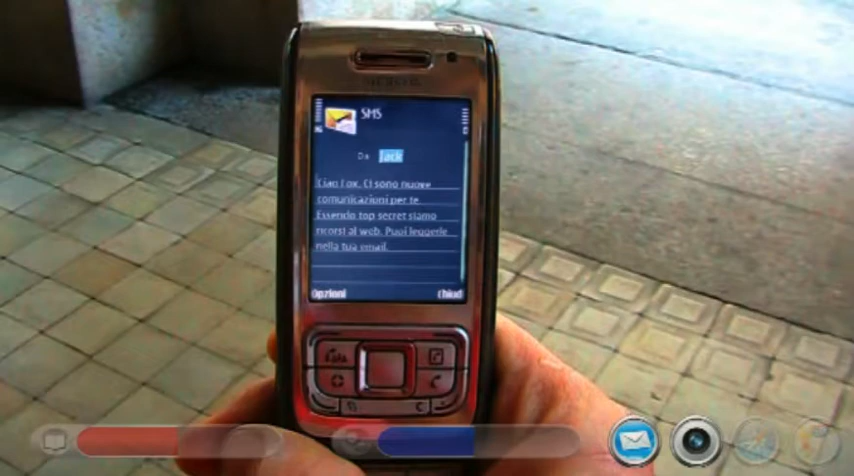 SMS
Da Jack
Ciao Fox. Ci sono nuove
comunicazioni per te.
Essendo top secret siamo
ricorsi al web. Puoi leggerle
nella tua email.
Opzioni Chiudi